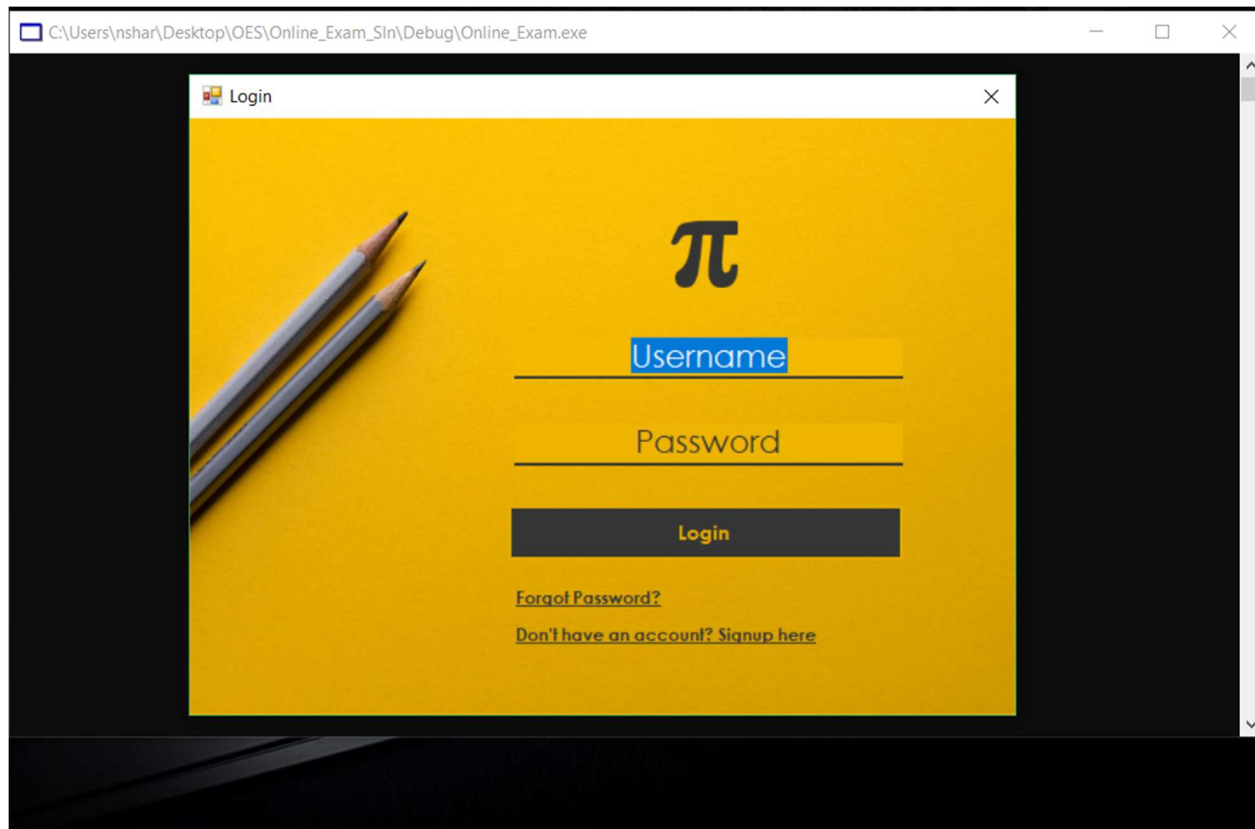 C:\Users\nshar\Desktop\OES\Online_Exam_Sln\Debug\Online_Exam.exe
Login
π
Username
Password
Login
Forgot Password?
Don't have an account? Signup here